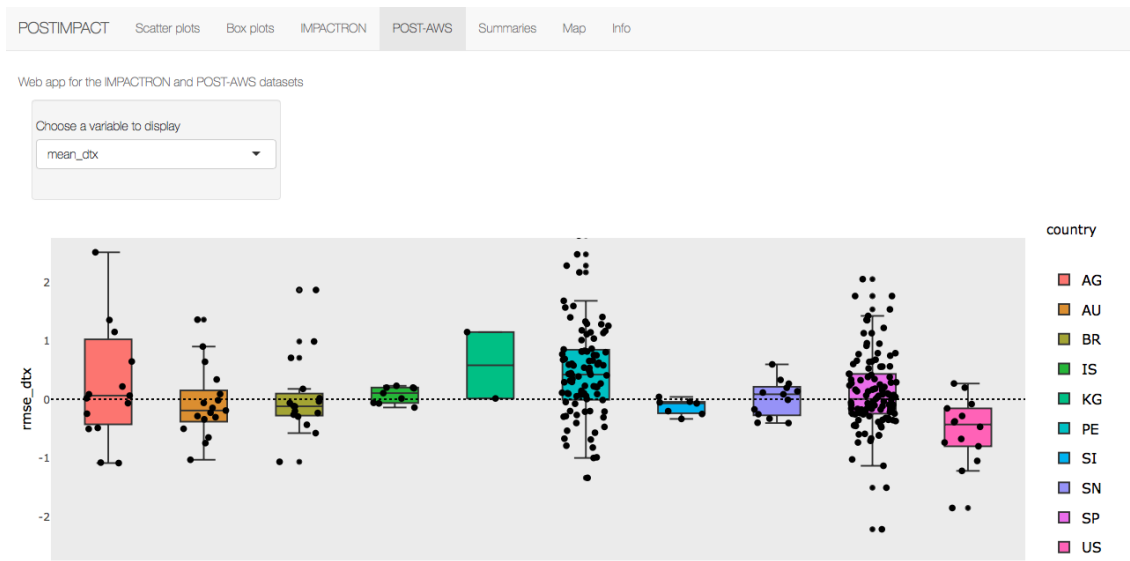 POSTIMPACT Scatter plots Box plots IMPACTRON POST-AWS Summaries Map Info
Web app for the IMPACTRON and POST-AWS datasets
Choose a variable to display
mean_dtx
country
2
1
0
-1
-2
rmse_dtx
AG
AU
BR
IS
KG
PE
SI
SN
SP
US